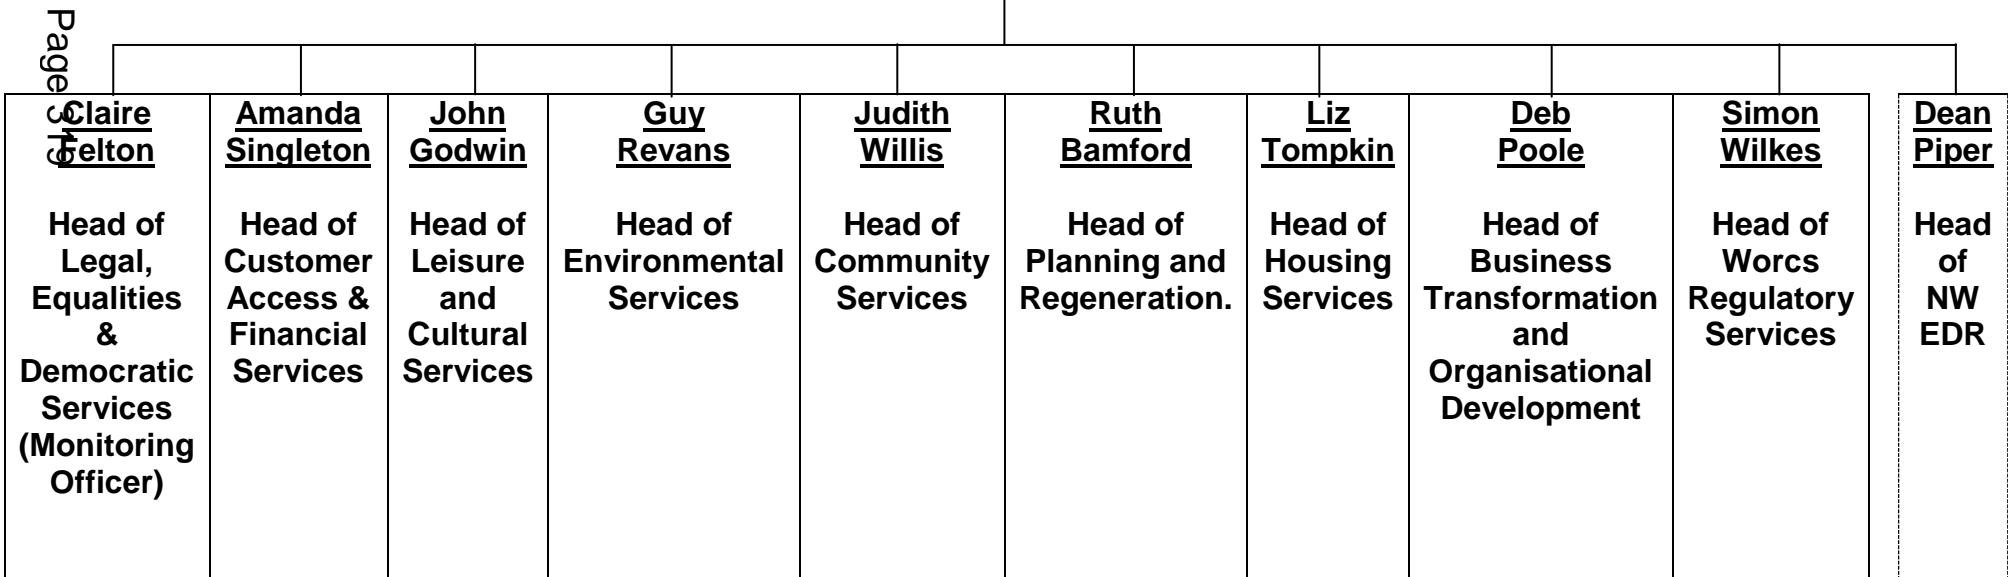 Page 319
Claire
Felton
Head of
Legal,
Equalities
&
Democratic
Services
(Monitoring
Officer)
Amanda
Singleton
Head of
Customer
Access &
Financial
Services
John
Godwin
Head of
Leisure
and
Cultural
Services
Guy
Revans
Head of
Environmental
Services
Judith
Willis
Head of
Community
Services
Ruth
Bamford
Head of
Planning and
Regeneration.
Liz
Tompkin
Head of
Housing
Services
Deb
Poole
Head of
Business
Transformation
and
Organisational
Development
Simon
Wilkes
Head of
Worcs
Regulatory
Services
Dean
Piper
Head
of
NW
EDR